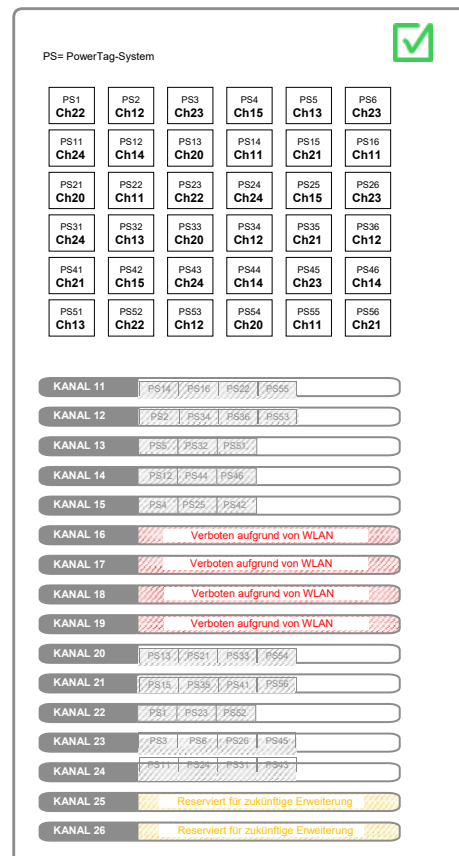 PS= PowerTag-System
PS1 PS2 PS3 PS4 PS5 PS6
Ch22 Ch12 Ch23 Ch15 Ch13 Ch23
PS11 PS12 PS13 PS14 PS15 PS16
Ch24 Ch14 Ch20 Ch11 Ch21 Ch11
PS21 PS22 PS23 PS24 PS25 PS26
Ch20 Ch11 Ch22 Ch24 Ch15 Ch23
PS31 PS32 PS33 PS34 PS35 PS36
Ch24 Ch13 Ch20 Ch12 Ch21 Ch12
PS41 PS42 PS43 PS44 PS45 PS46
Ch21 Ch15 Ch24 Ch14 Ch23 Ch14
PS51 PS52 PS53 PS54 PS55 PS56
Ch13 Ch22 Ch12 Ch20 Ch11 Ch21
KANAL 11 PS14 PS16 PS22 PS55
KANAL 12 PS2 PS34 PS36 PS53
KANAL 13 PS5 PS32 PS51
KANAL 14 PS12 PS44 PS46
KANAL 15 PS4 PS25 PS42
KANAL 16 Verboten aufgrund von WLAN
KANAL 17 Verboten aufgrund von WLAN
KANAL 18 Verboten aufgrund von WLAN
KANAL 19 Verboten aufgrund von WLAN
KANAL 20 PS13 PS21 PS33 PS54
KANAL 21 PS15 PS35 PS41 PS56
KANAL 22 PS1 PS23 PS52
KANAL 23 PS3 PS6 PS26 PS45
KANAL 24 PS11 PS24 PS31 PS43
KANAL 25 Reserviert für zukünftige Erweiterung
KANAL 26 Reserviert für zukünftige Erweiterung